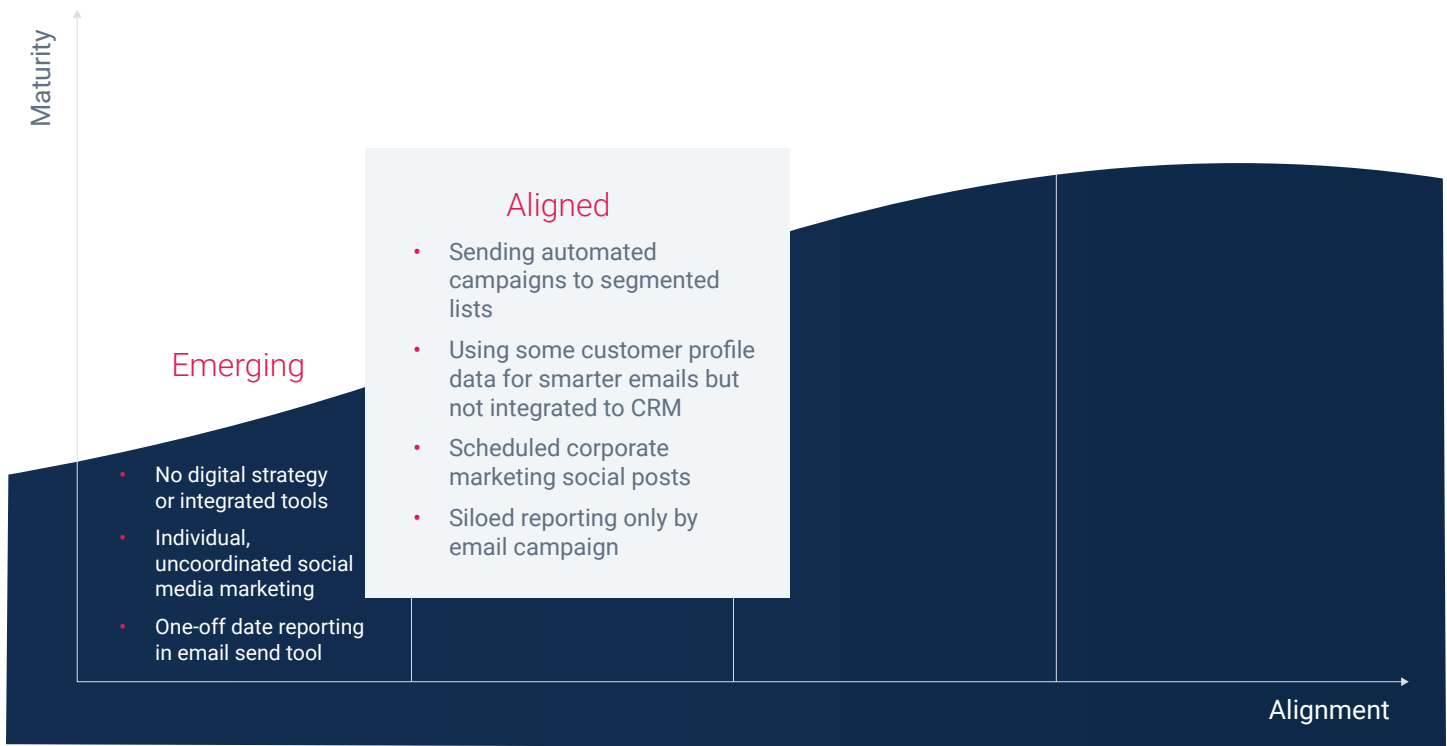 Maturity
Emerging
No digital strategy
or integrated tools
Individual,
uncoordinated social
media marketing
One-off date reporting
in email send tool
Aligned
Sending automated
campaigns to segmented
lists
Using some customer profile
data for smarter emails but
not integrated to CRM
Scheduled corporate
marketing social posts
Siloed reporting only by
email campaign
Alignment